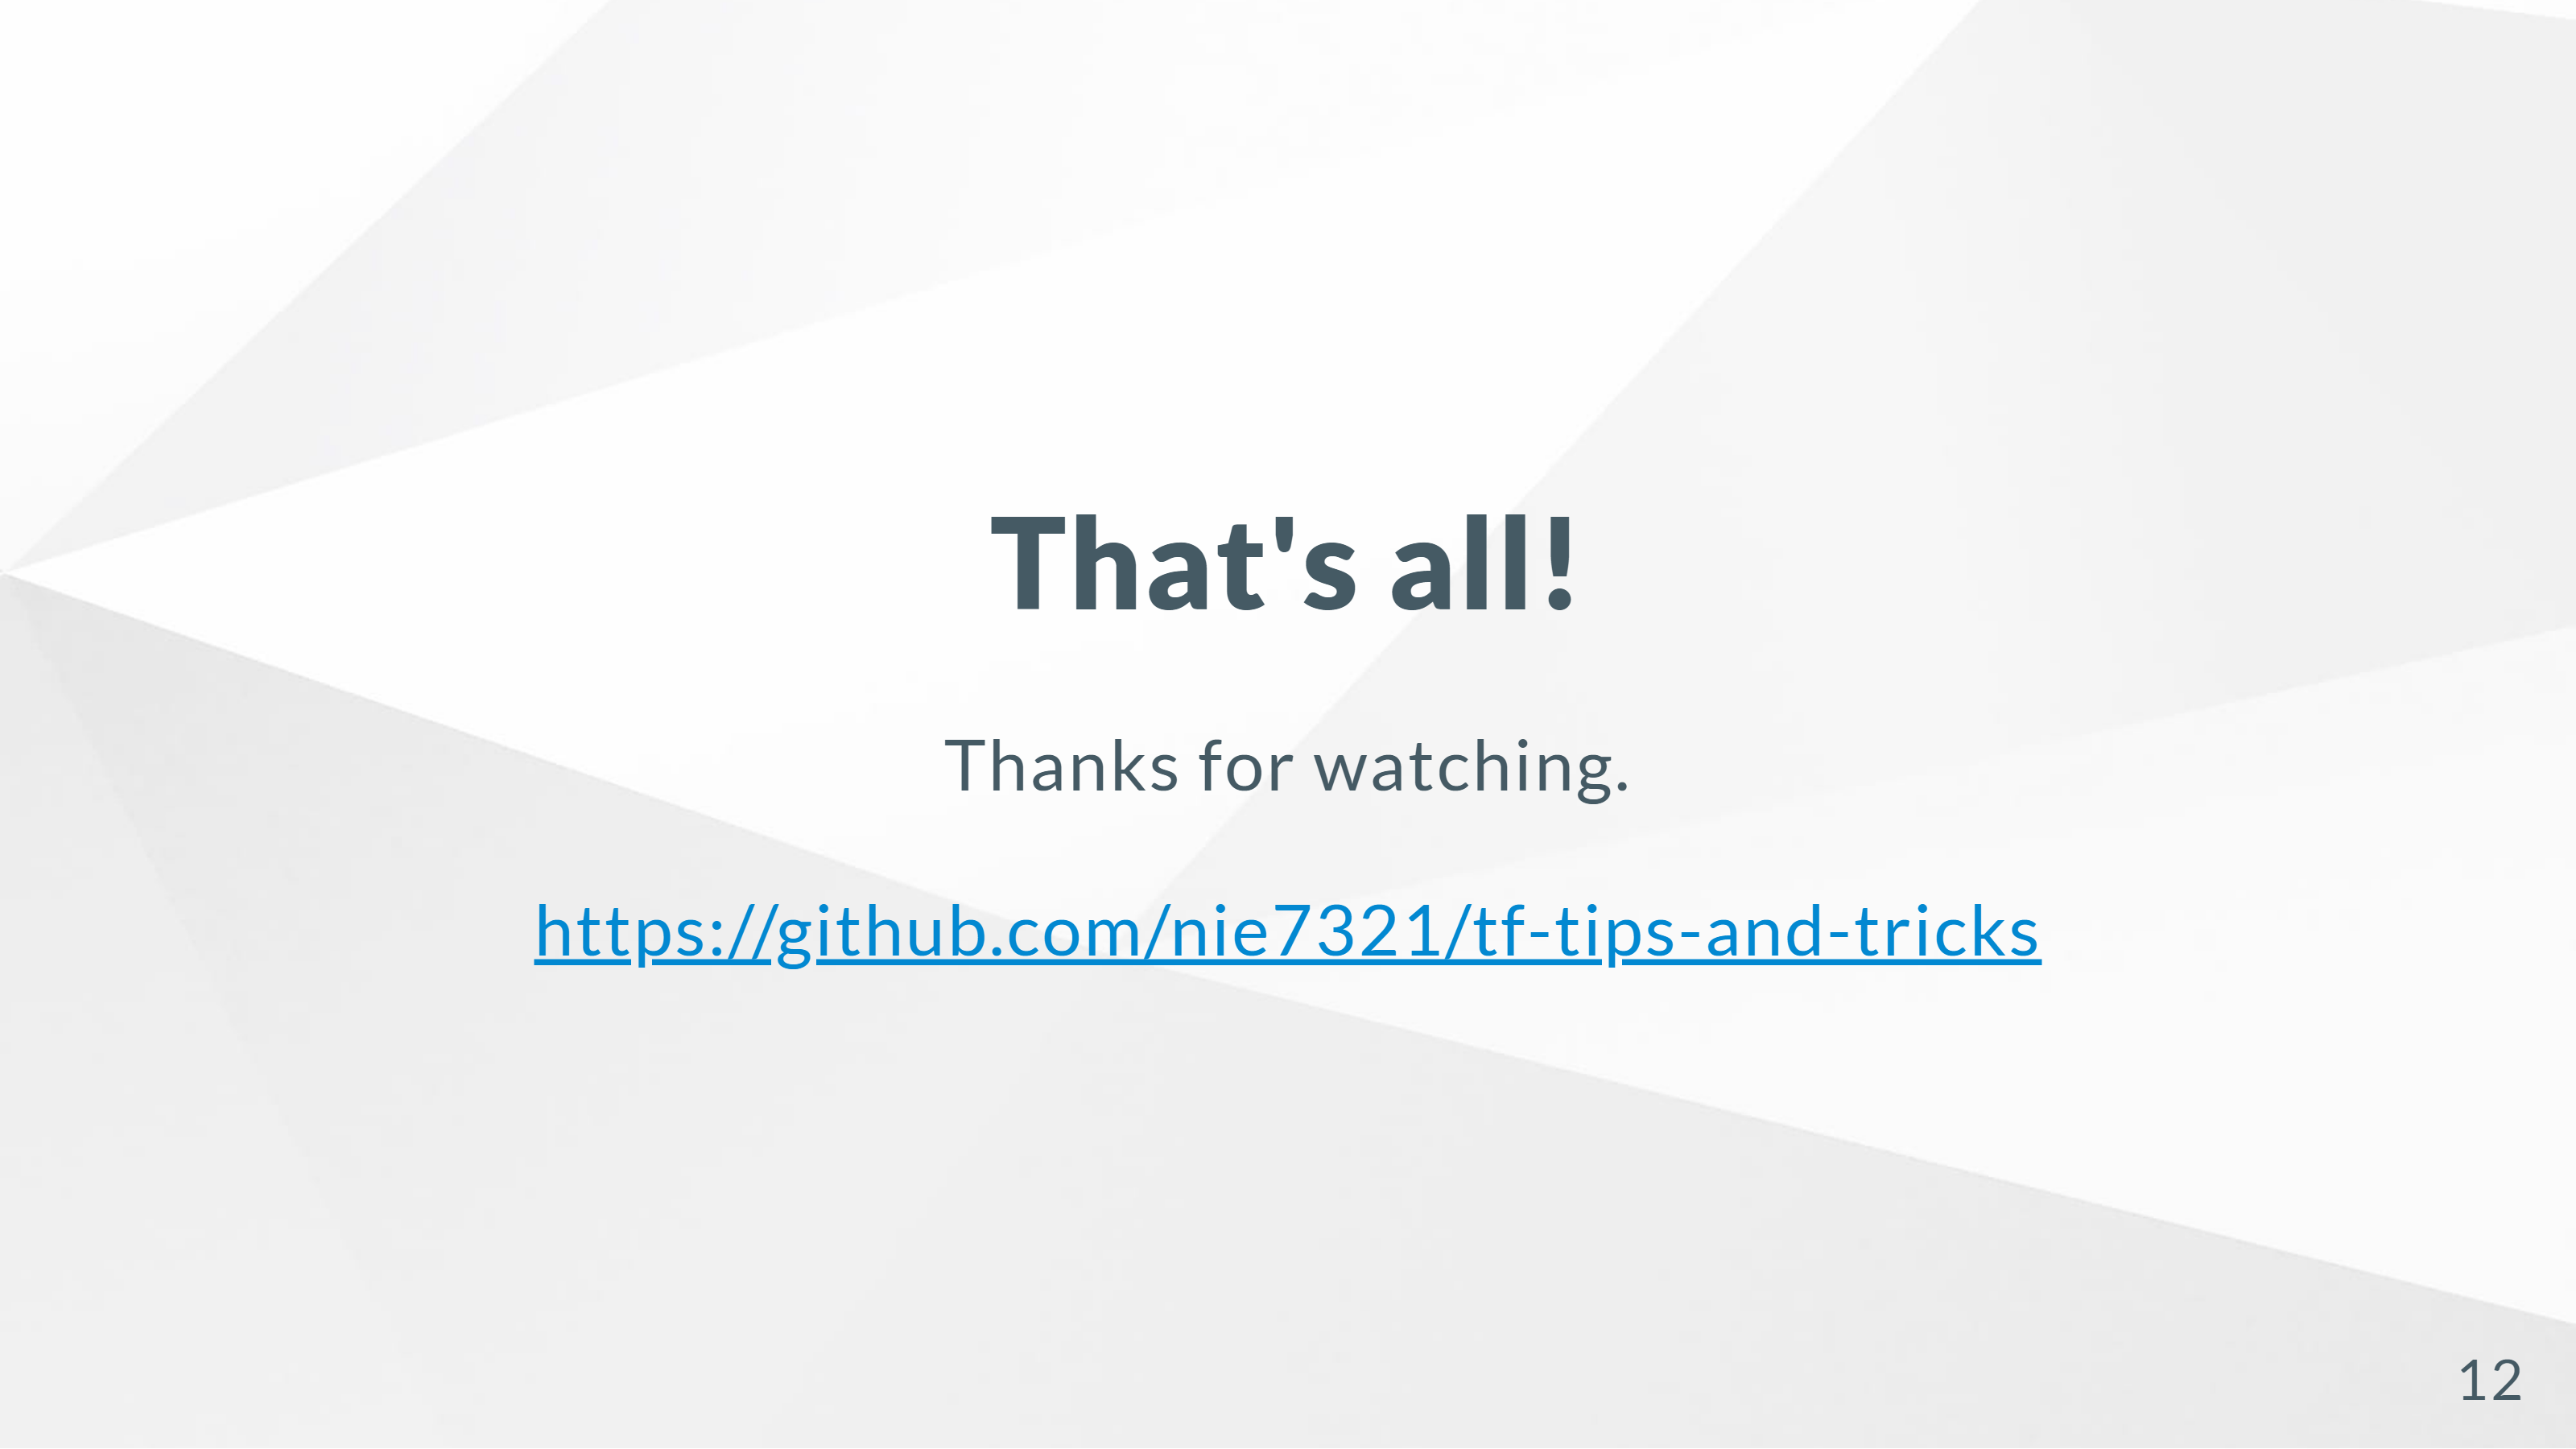 That's all!
Thanks for watching.
https://github.com/nie7321/tf-tips-and-tricks
12